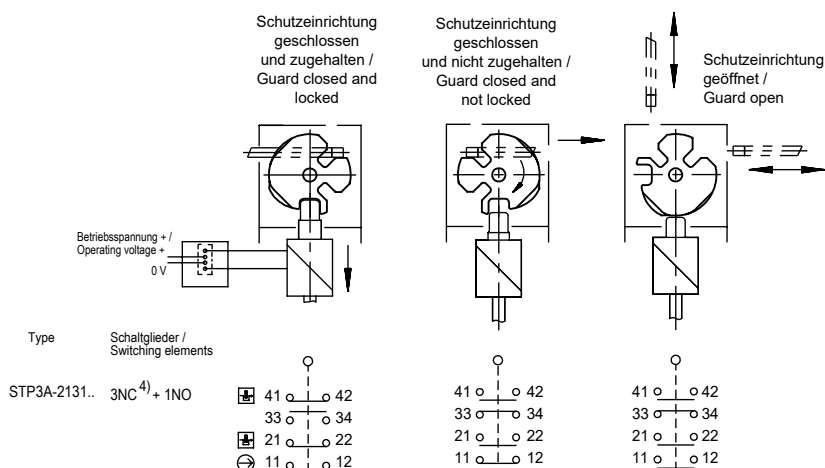 Schutzeinrichtung
geschlossen
und zugehalten /
Guard closed and
locked
Schutzeinrichtung
geschlossen
und nicht zugehalten /
Guard closed and
not locked
Schutzeinrichtung
geöffnet /
Guard open
Betriebsspannung + /
Operating voltage +
0 V
Type
Schaltglieder /
Switching elements
STP3A-2131.. 3NC 4) + 1NO
41 42 41 42 41 42
33 34 33 34 33 34
21 22 21 22 21 22
11 12 11 12 11 12